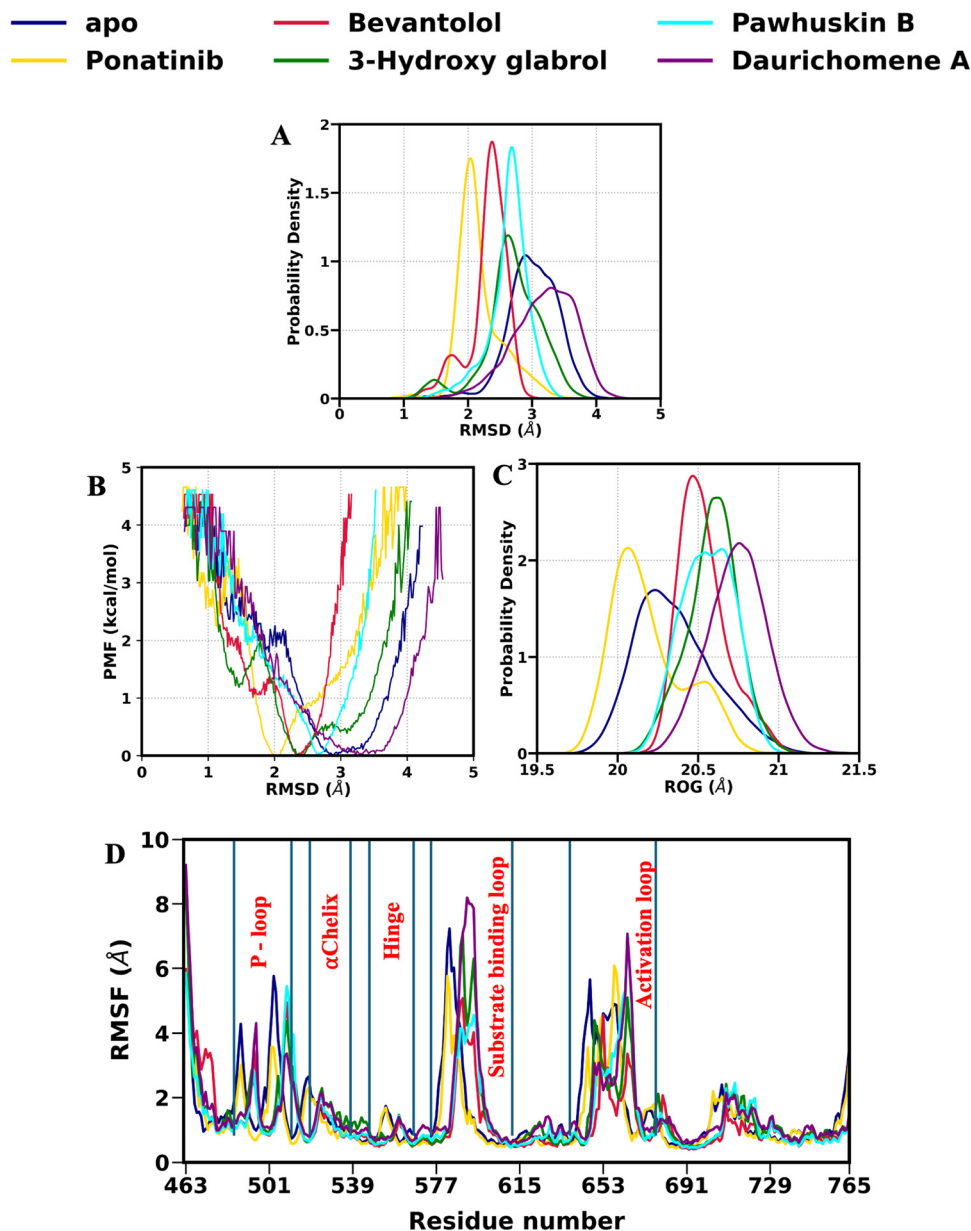 apo Bevantolol Pawhuskin B
Ponatinib 3-Hydroxy glabrol Daurichomene A
A
2
1.5
1
0.5
0
Probability Density
0 1 2 3 4 5
RMSD (Å)
B
5
4
3
2
1
0
PMF (kcal/mol)
0 1 2 3 4 5
RMSD (Å)
C
3
2
1
0
Probability Density
19.5 20 20.5 21 21.5
ROG (Å)
D
10
8
6
4
2
0
RMSF (Å)
P - loop
αChelix
Hinge
Substrate binding loop
Activation loop
463 501 539 577 615 653 691 729 765
Residue number